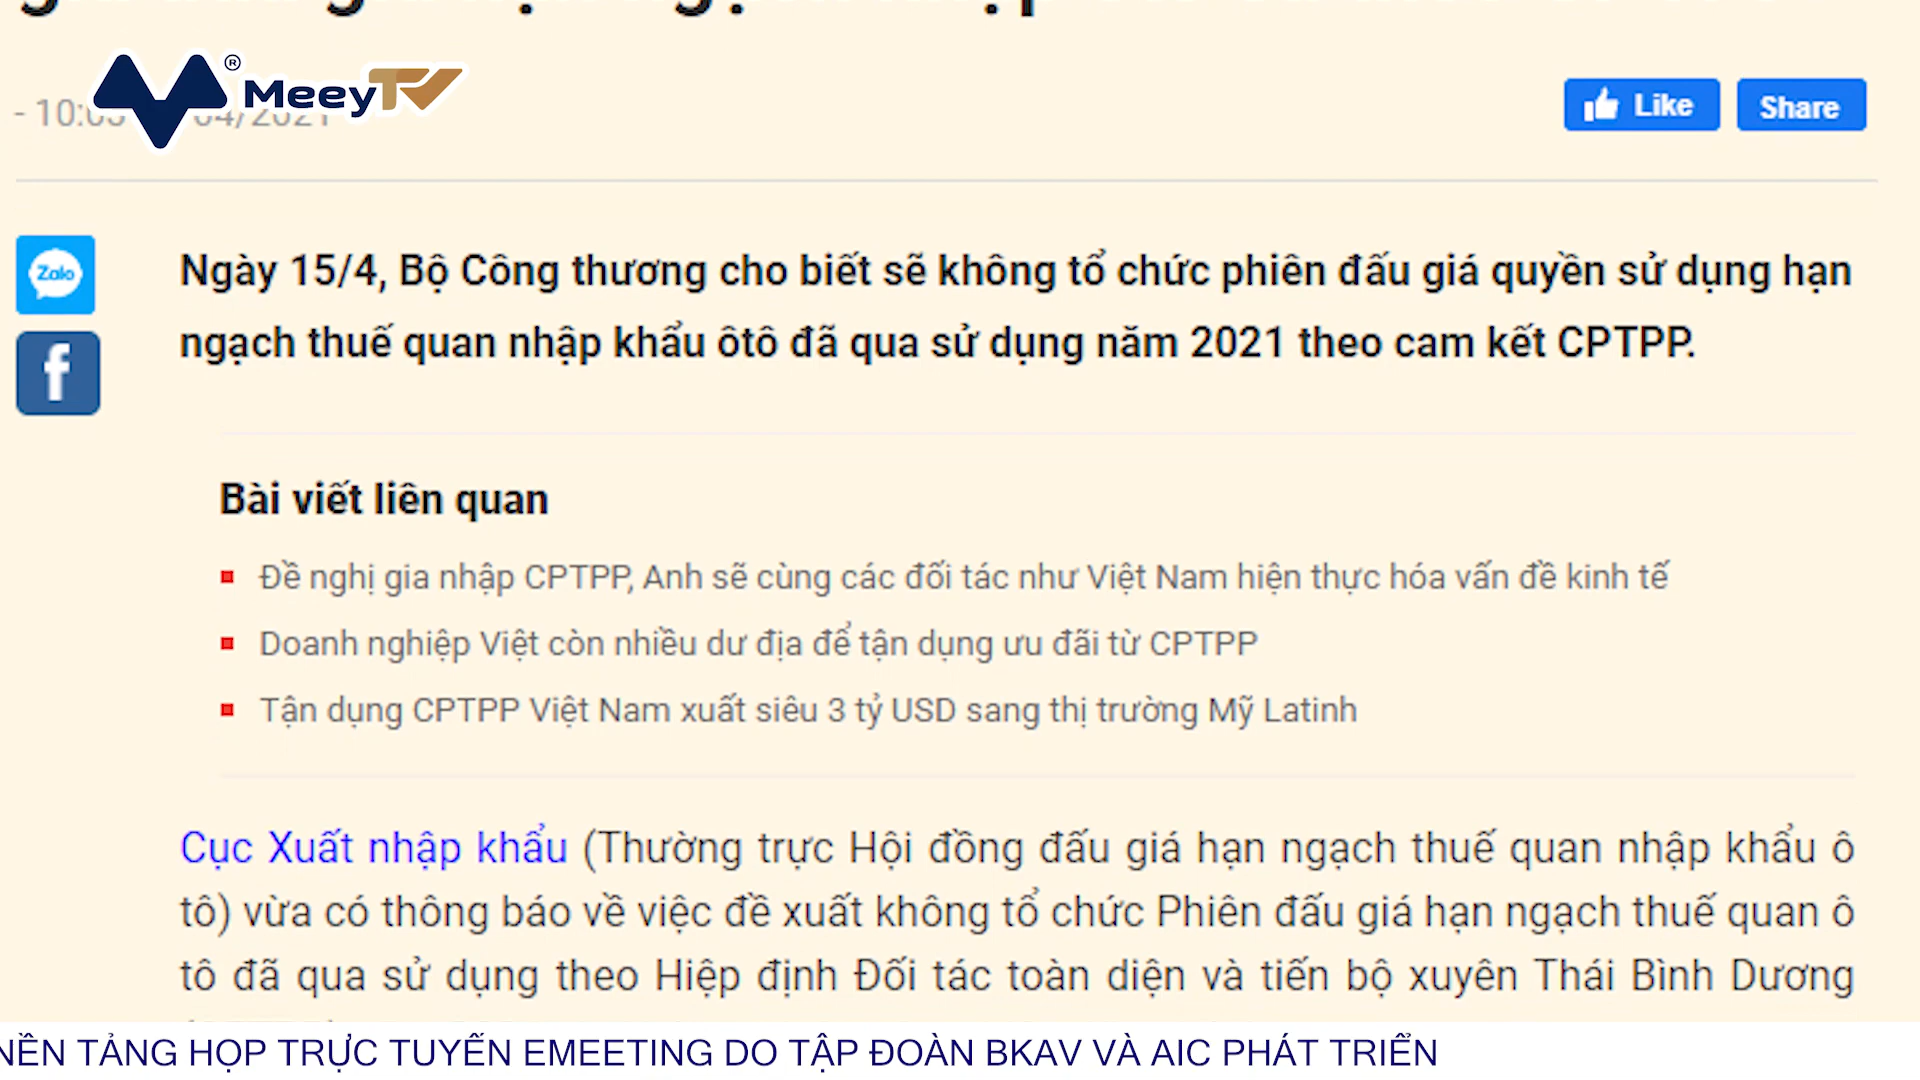 MeeyTV
®
- 10:05 04/2021
Like
Share
Zalo
Ngày 15/4, Bộ Công thương cho biết sẽ không tổ chức phiên đấu giá quyền sử dụng hạn
ngạch thuế quan nhập khẩu ôtô đã qua sử dụng năm 2021 theo cam kết CPTPP.
Bài viết liên quan
Đề nghị gia nhập CPTPP, Anh sẽ cùng các đối tác như Việt Nam hiện thực hóa vấn đề kinh tế
Doanh nghiệp Việt còn nhiều dư địa để tận dụng ưu đãi từ CPTPP
Tận dụng CPTPP Việt Nam xuất siêu 3 tỷ USD sang thị trường Mỹ Latinh
Cục Xuất nhập khẩu (Thường trực Hội đồng đấu giá hạn ngạch thuế quan nhập khẩu ô
tô) vừa có thông báo về việc đề xuất không tổ chức Phiên đấu giá hạn ngạch thuế quan ô
tô đã qua sử dụng theo Hiệp định Đối tác toàn diện và tiến bộ xuyên Thái Bình Dương
NỀN TẢNG HỌP TRỰC TUYẾN EMEETING DO TẬP ĐOÀN BKAV VÀ AIC PHÁT TRIỂN